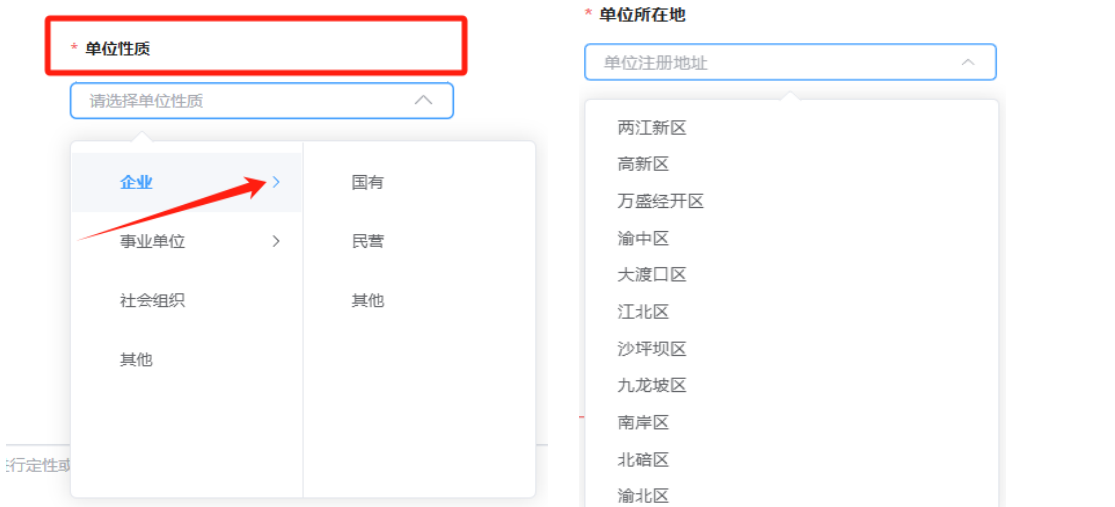 * 单位性质
请选择单位性质
企业
事业单位
社会组织
其他
国有
民营
其他
行定性或
* 单位所在地
单位注册地址
两江新区
高新区
万盛经开区
渝中区
大渡口区
江北区
沙坪坝区
九龙坡区
南岸区
北碚区
渝北区